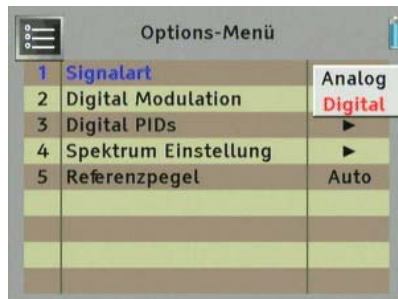 Options-Menü
1 Signalart Analog
Digital
2 Digital Modulation
3 Digital PIDs ►
4 Spektrum Einstellung ►
5 Referenzpegel Auto